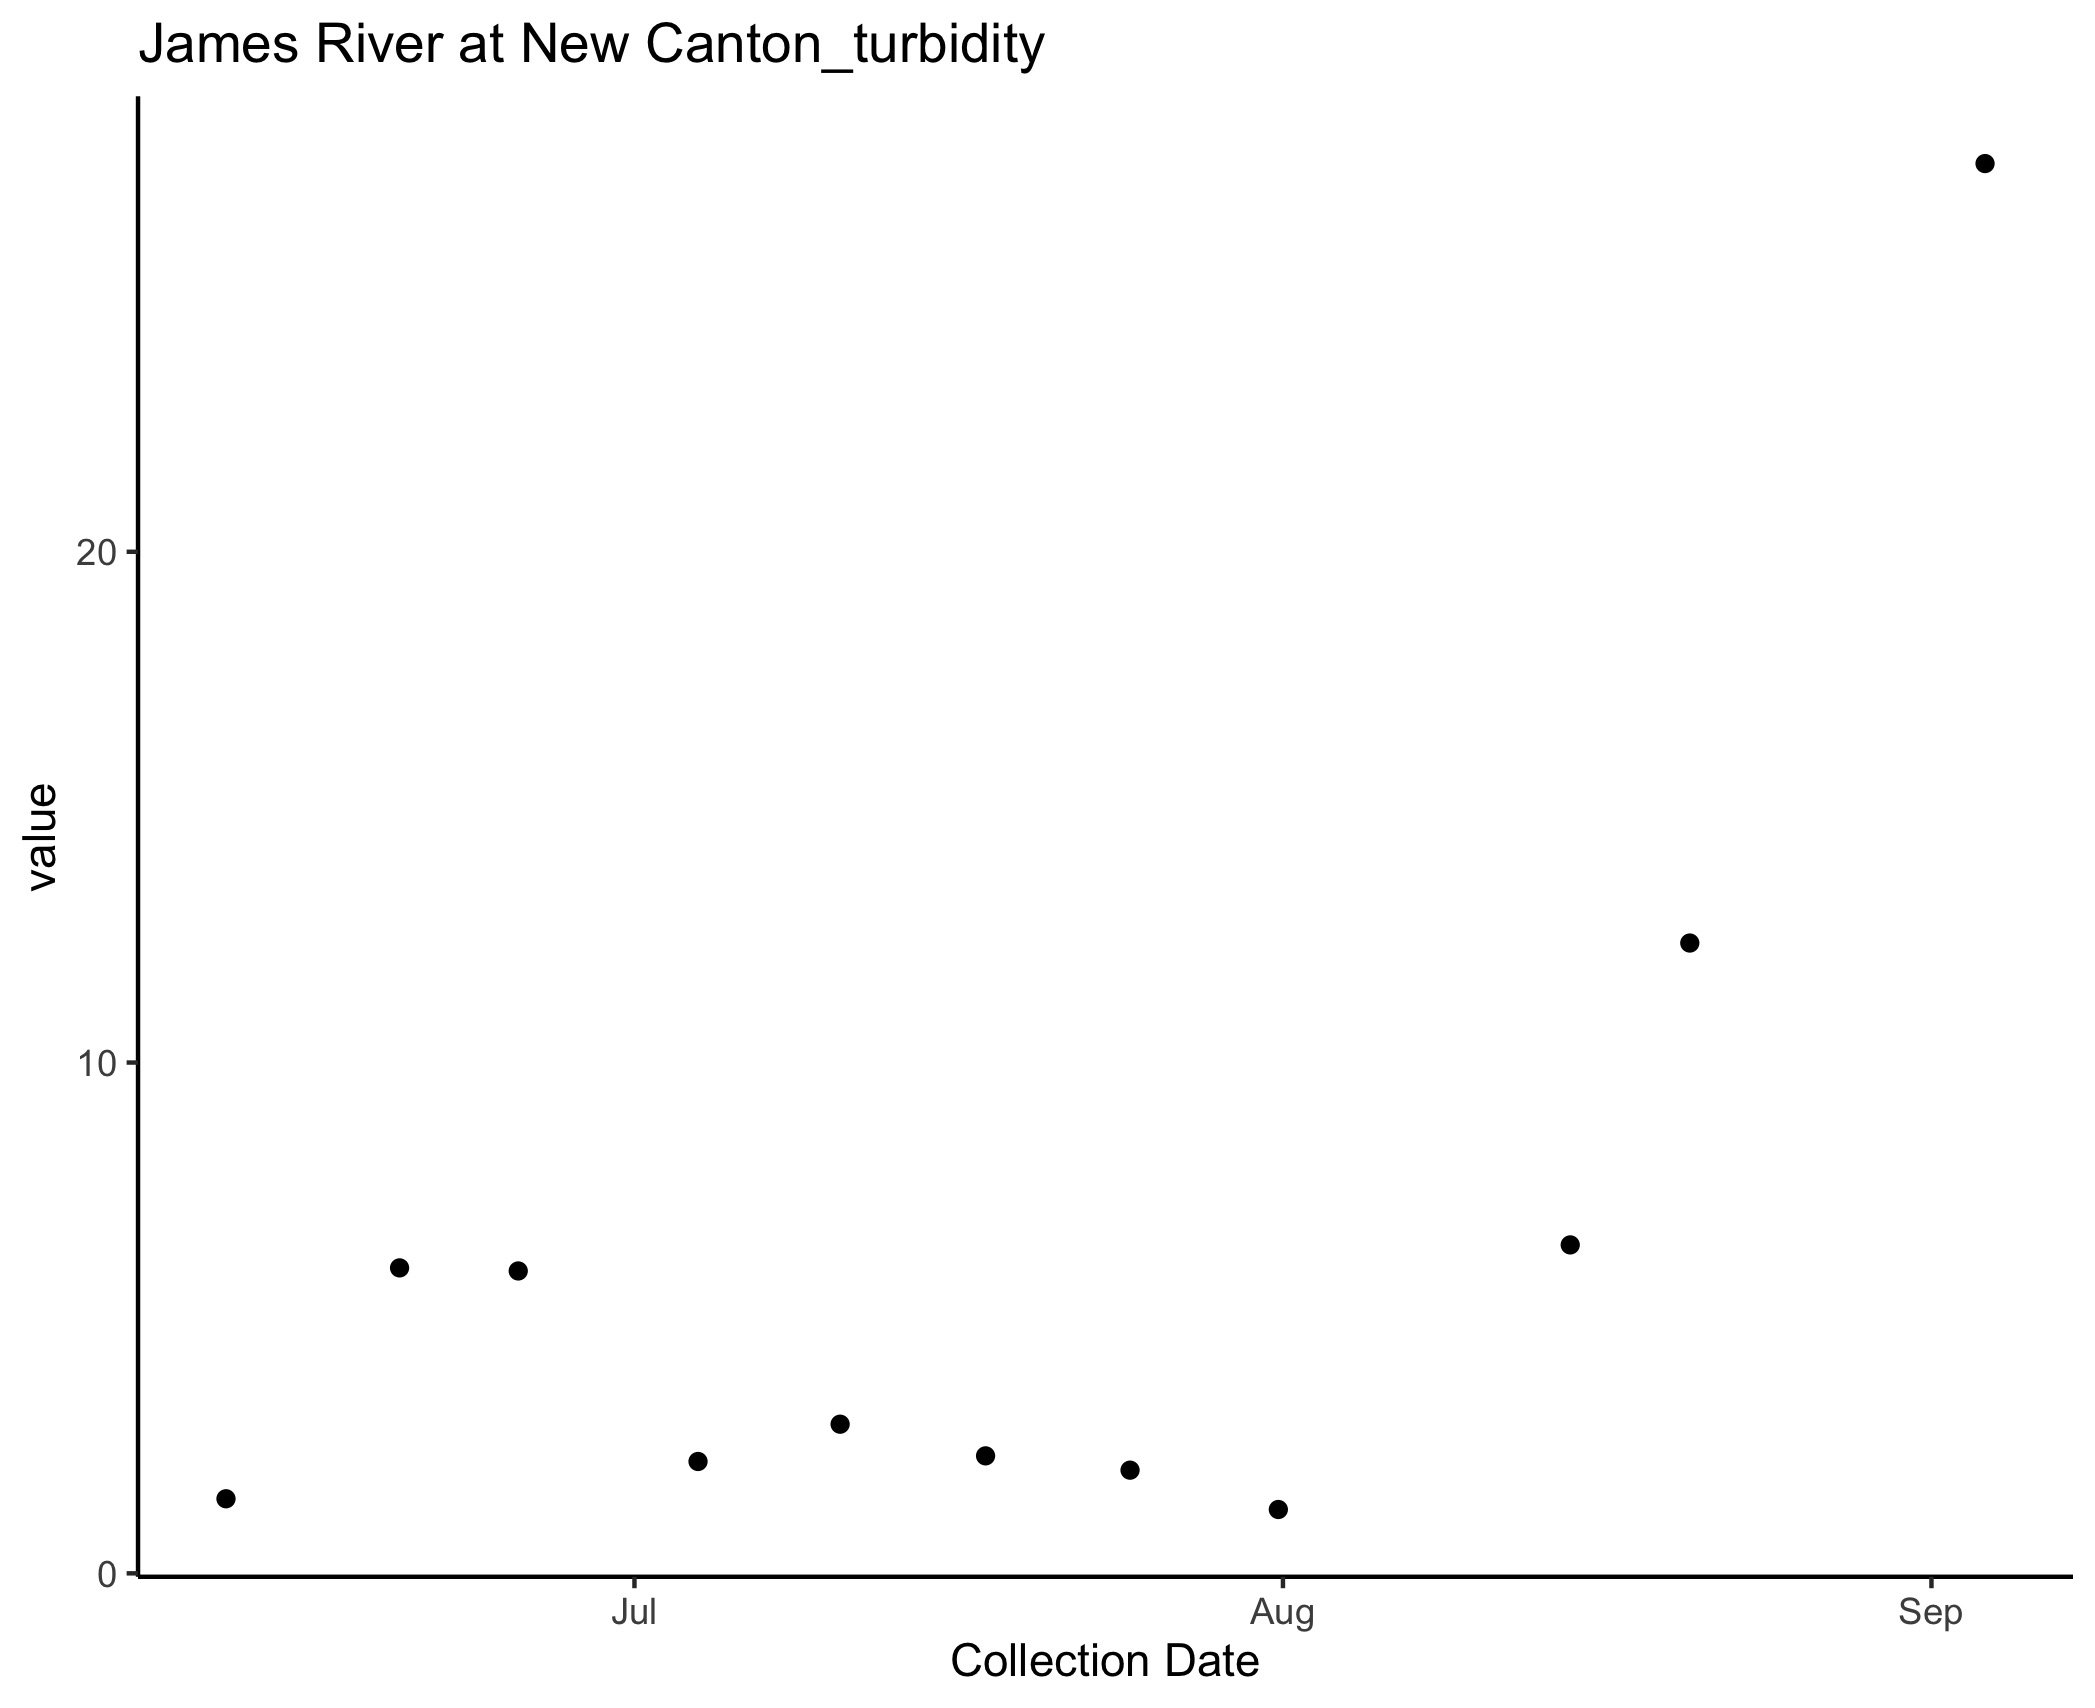 James River at New Canton_turbidity
value
20
10
0
Jul
Aug
Sep
Collection Date